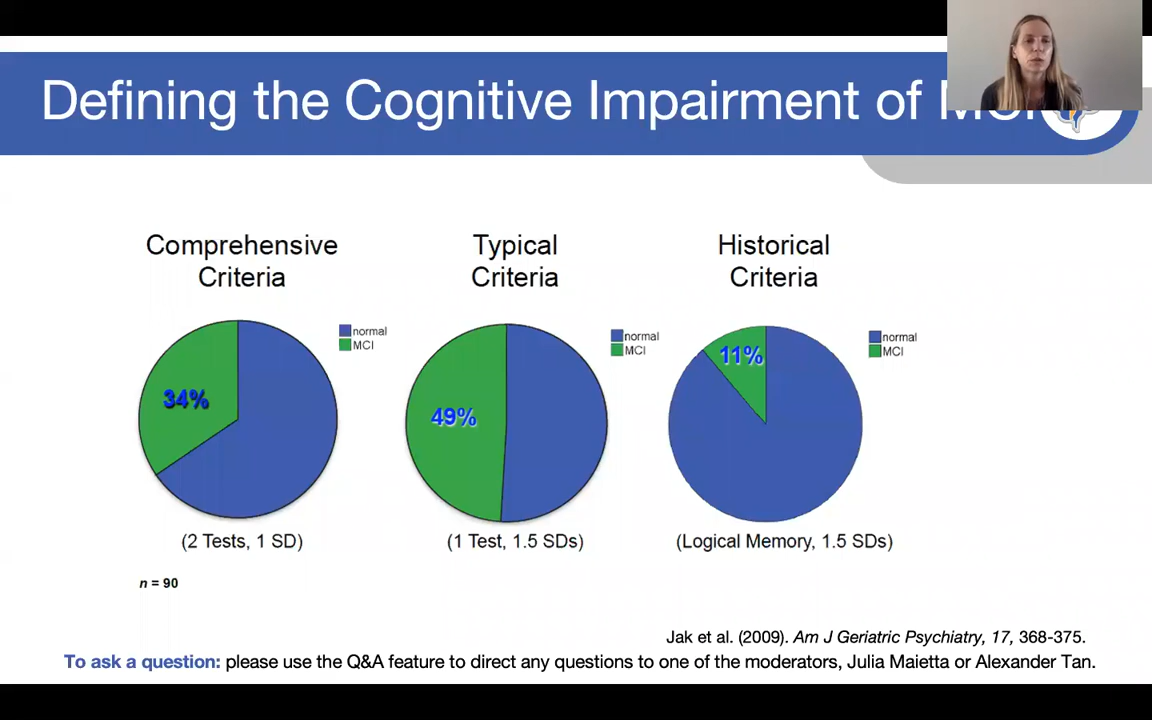 Defining the Cognitive Impairment of MCI
Comprehensive
Criteria
normal
MCI
34%
(2 Tests, 1 SD)
Typical
Criteria
normal
MCI
49%
(1 Test, 1.5 SDs)
Historical
Criteria
normal
MCI
11%
(Logical Memory, 1.5 SDs)
n = 90
Jak et al. (2009). Am J Geriatric Psychiatry, 17, 368-375.
To ask a question: please use the Q&A feature to direct any questions to one of the moderators, Julia Maietta or Alexander Tan.